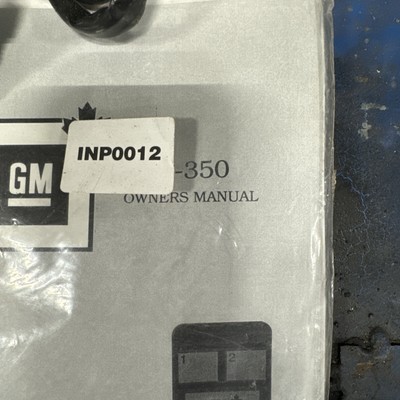 INP0012
GM
-350
OWNERS MANUAL
1 2